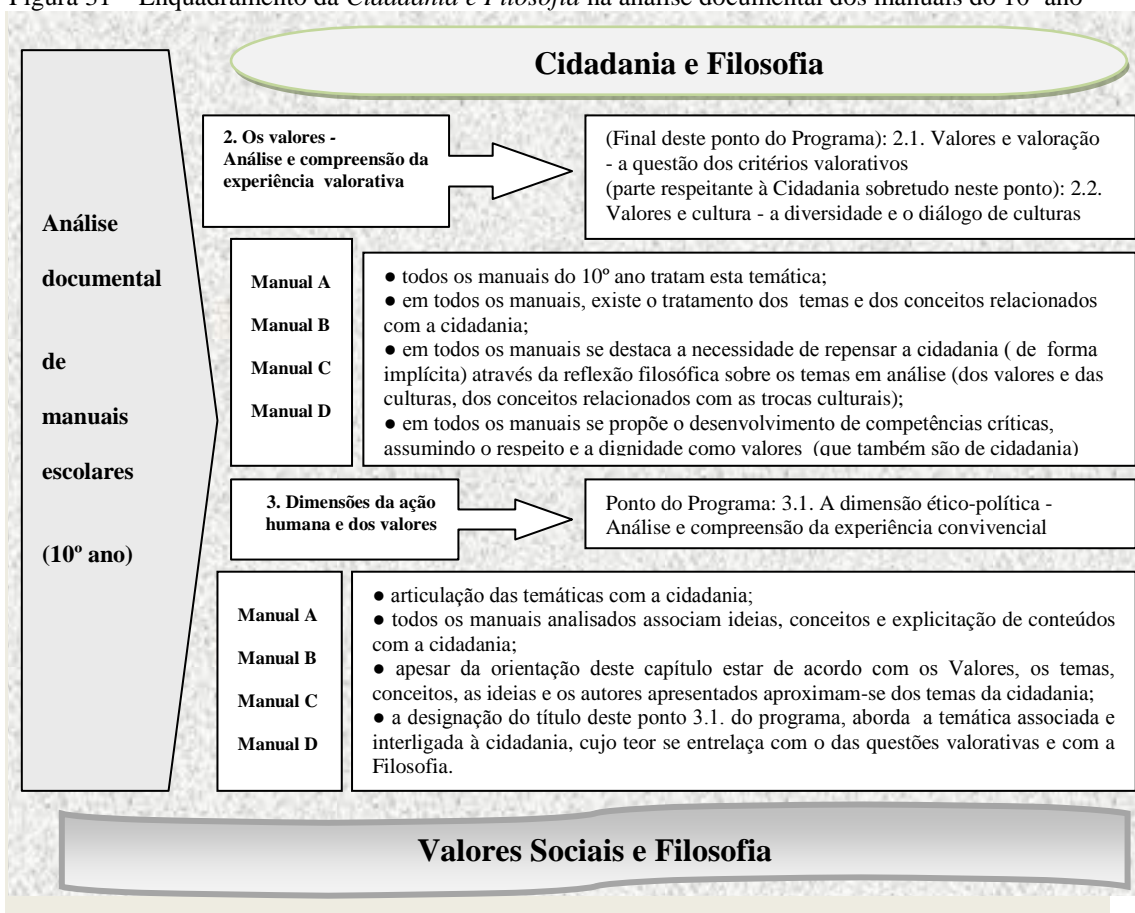 Figura 31 – Enquadramento da Cidadania e Filosofia na análise documental dos manuais do 10º ano
Cidadania e Filosofia
Análise
documental
de
manuais
escolares
(10º ano)
2. Os valores -
Análise e compreensão da
experiência valorativa
(Final deste ponto do Programa): 2.1. Valores e valoração
- a questão dos critérios valorativos
(parte respeitante à Cidadania sobretudo neste ponto): 2.2.
Valores e cultura - a diversidade e o diálogo de culturas
Manual A
Manual B
Manual C
Manual D
● todos os manuais do 10º ano tratam esta temática;
● em todos os manuais, existe o tratamento dos temas e dos conceitos relacionados
com a cidadania;
● em todos os manuais se destaca a necessidade de repensar a cidadania ( de forma
implícita) através da reflexão filosófica sobre os temas em análise (dos valores e das
culturas, dos conceitos relacionados com as trocas culturais);
● em todos os manuais se propõe o desenvolvimento de competências críticas,
assumindo o respeito e a dignidade como valores (que também são de cidadania)
3. Dimensões da ação
humana e dos valores
Ponto do Programa: 3.1. A dimensão ético-política -
Análise e compreensão da experiência convivencial
Manual A
Manual B
Manual C
Manual D
● articulação das temáticas com a cidadania;
● todos os manuais analisados associam ideias, conceitos e explicitação de conteúdos
com a cidadania;
● apesar da orientação deste capítulo estar de acordo com os Valores, os temas,
conceitos, as ideias e os autores apresentados aproximam-se dos temas da cidadania;
● a designação do título deste ponto 3.1. do programa, aborda a temática associada e
interligada à cidadania, cujo teor se entrelaça com o das questões valorativas e com a
Filosofia.
Valores Sociais e Filosofia